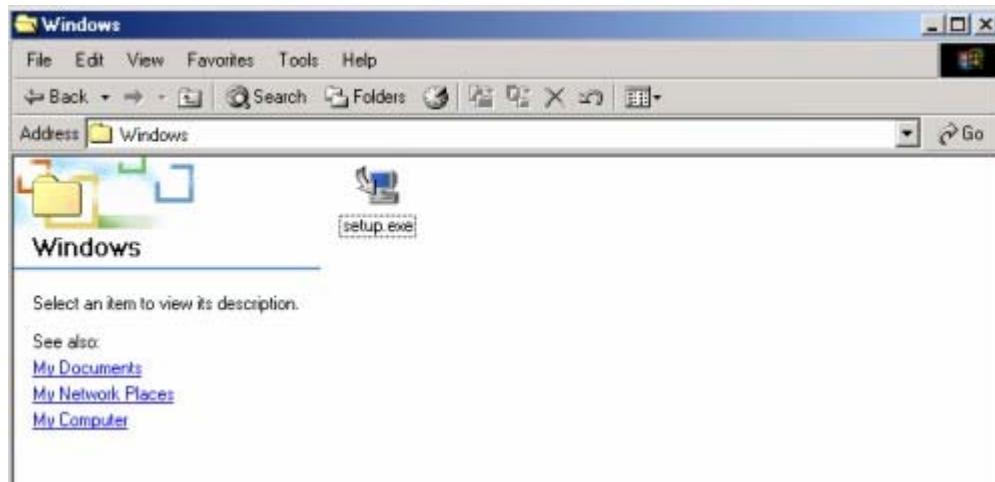 Windows
File Edit View Favorites Tools Help
Back Search Folders
Address Windows Go
setup.exe
Windows
Select an item to view its description.
See also:
My Documents
My Network Places
My Computer